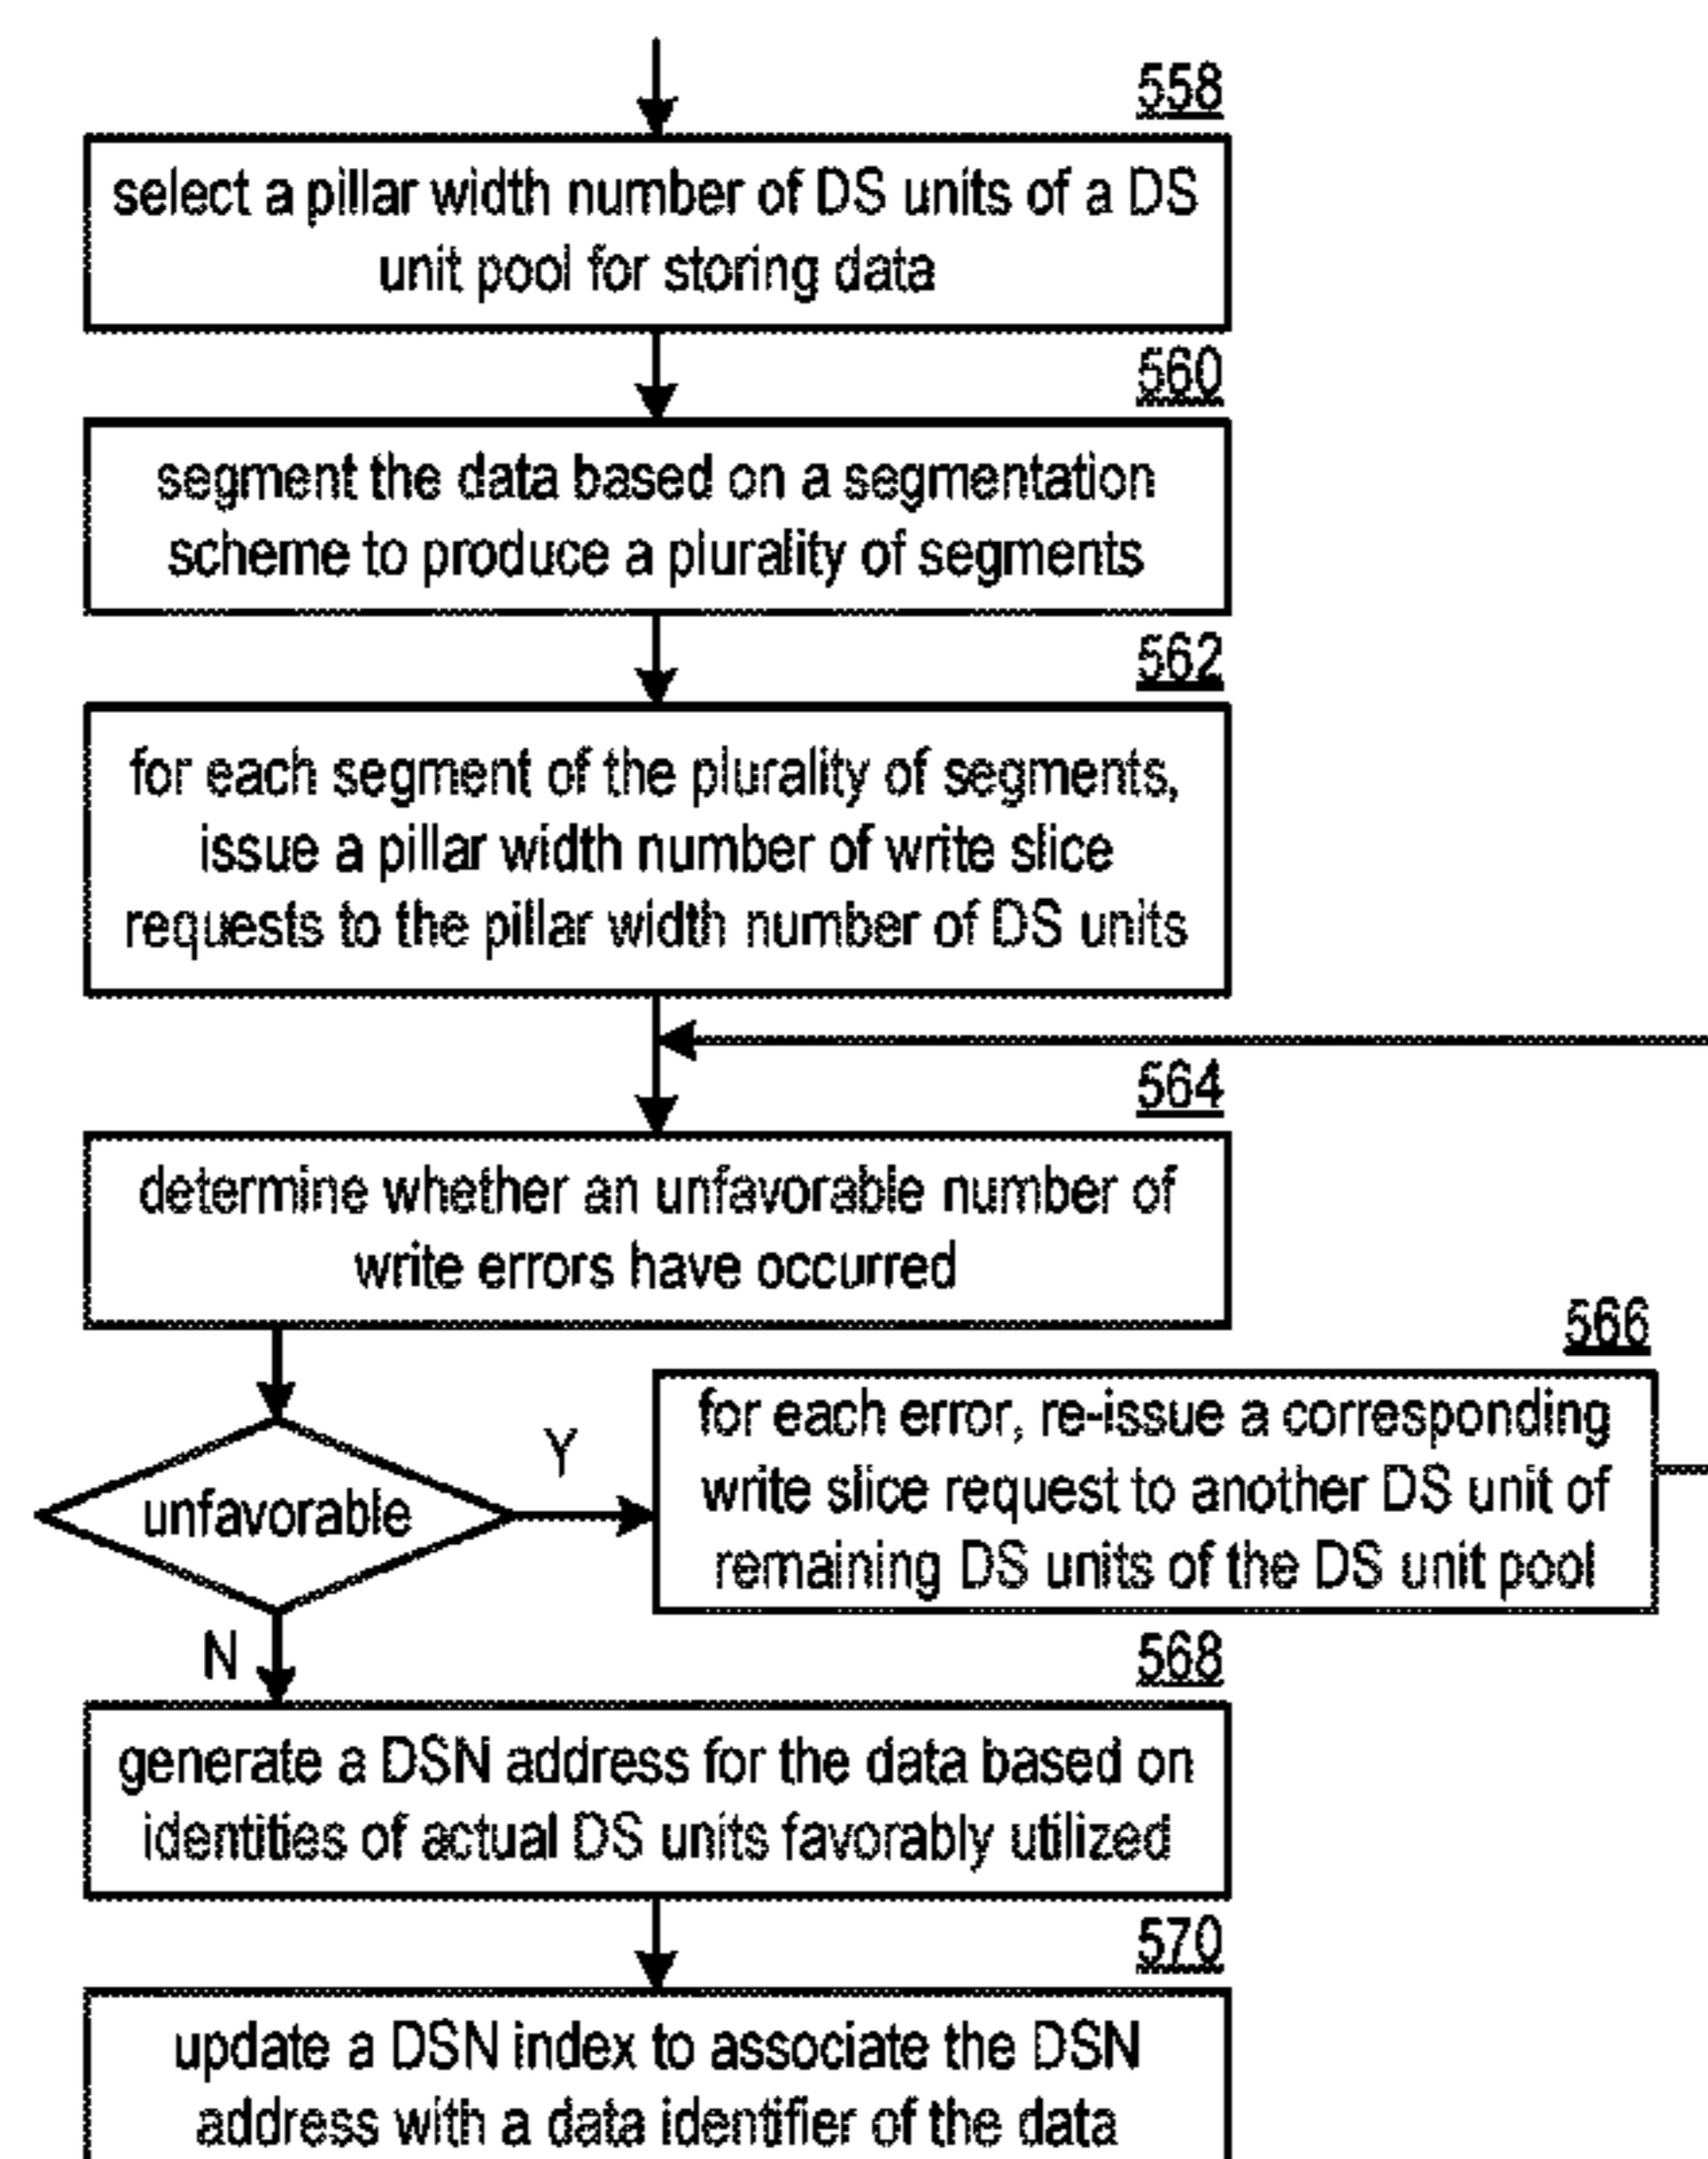 558
select a pillar width number of DS units of a DS
unit pool for storing data
560
segment the data based on a segmentation
scheme to produce a plurality of segments
562
for each segment of the plurality of segments,
issue a pillar width number of write slice
requests to the pillar width number of DS units
564
determine whether an unfavorable number of
write errors have occurred
unfavorable
Y
566
for each error, re-issue a corresponding
write slice request to another DS unit of
remaining DS units of the DS unit pool
N
568
generate a DSN address for the data based on
identities of actual DS units favorably utilized
570
update a DSN index to associate the DSN
address with a data identifier of the data